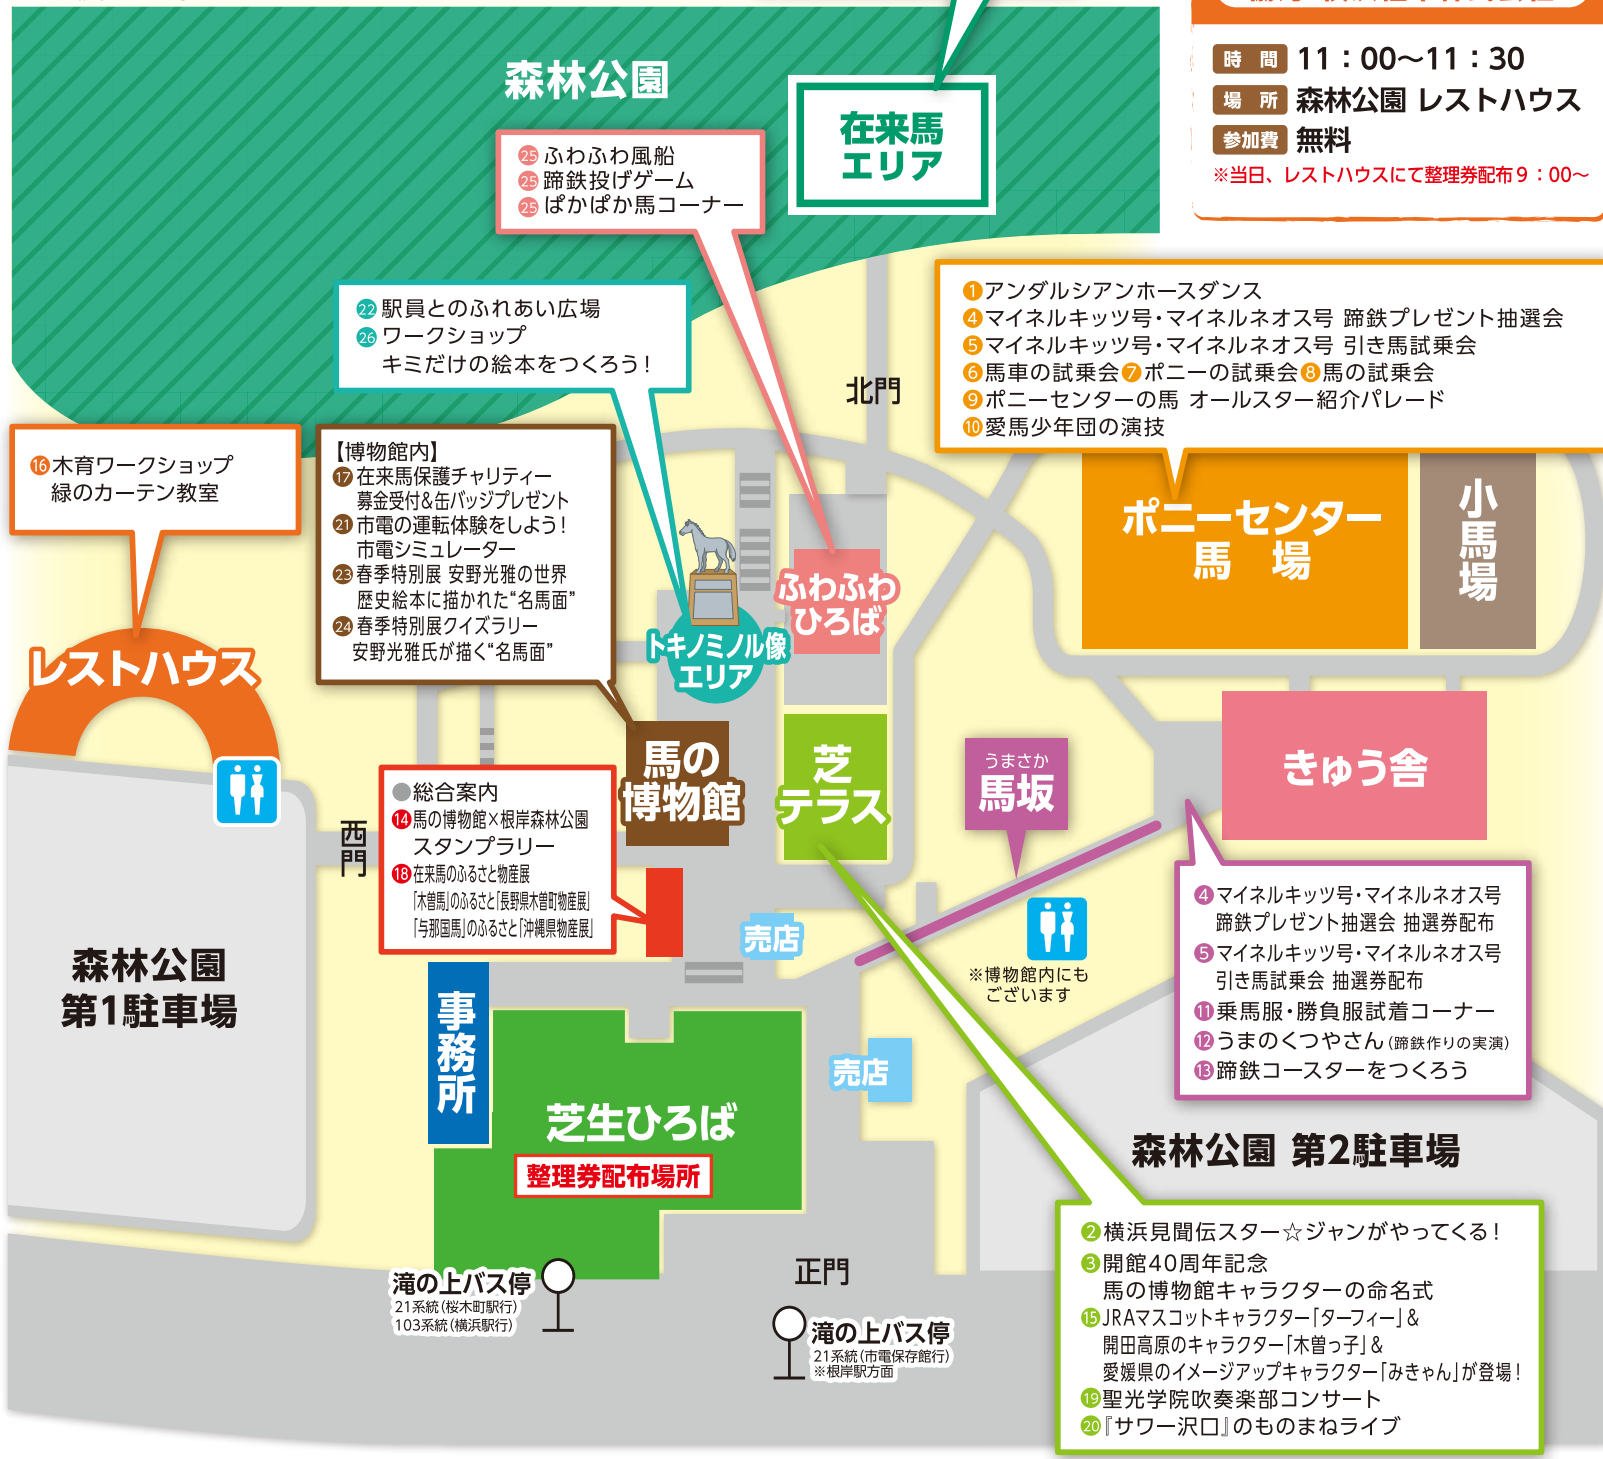 時間 11：00〜11：30
場所 森林公園 レストハウス
参加費 無料
※当日、レストハウスにて整理券配布9：00〜
森林公園
在来馬
エリア
㉕ふわふわ風船
㉕蹄鉄投げゲーム
㉕ぱかぱか馬コーナー
㉒駅員とのふれあい広場
㉖ワークショップ
キミだけの絵本をつくろう！
①アンダルシアンホースダンス
④マイネルキッツ号・マイネルネオス号 蹄鉄プレゼント抽選会
⑤マイネルキッツ号・マイネルネオス号 引き馬試乗会
⑥馬車の試乗会⑦ポニーの試乗会⑧馬の試乗会
⑨ポニーセンターの馬 オールスター紹介パレード
⑩愛馬少年団の演技
北門
⑯木育ワークショップ
緑のカーテン教室
【博物館内】
⑰在来馬保護チャリティー
募金受付&缶バッジプレゼント
㉑市電の運転体験をしよう！
市電シミュレーター
㉓春季特別展 安野光雅の世界
歴史絵本に描かれた“名馬面”
㉔春季特別展クイズラリー
安野光雅氏が描く“名馬面”
ポニーセンター
馬 場
小馬場
ふわふわ
ひろば
トキノミノル像
エリア
レストハウス
馬の
博物館
芝
テラス
うまさか
馬坂
きゅう舎
●総合案内
⑭馬の博物館×根岸森林公園
スタンプラリー
⑱在来馬のふるさと物産展
「木曽馬」のふるさと「長野県木曽町物産展」
「与那国馬」のふるさと「沖縄県物産展」
西門
④マイネルキッツ号・マイネルネオス号
蹄鉄プレゼント抽選会 抽選券配布
⑤マイネルキッツ号・マイネルネオス号
引き馬試乗会 抽選券配布
⑪乗馬服・勝負服試着コーナー
⑫うまのくつやさん（蹄鉄作りの実演）
⑬蹄鉄コースターをつくろう
売店
※博物館内にも
ございます
森林公園
第1駐車場
事務所
売店
芝生ひろば
整理券配布場所
森林公園 第2駐車場
②横浜見聞伝スター☆ジャンがやってくる！
③開館40周年記念
馬の博物館キャラクターの命名式
⑮JRAマスコットキャラクター「ターフィー」&
開田高原のキャラクター「木曽っ子」&
愛媛県のイメージアップキャラクター「みきゃん」が登場！
⑲聖光学院吹奏楽部コンサート
⑳『サワー沢口』のものまねライブ
正門
滝の上バス停
21系統（桜木町駅行）
103系統（横浜駅行）
滝の上バス停
21系統（市電保存館行）
※根岸駅方面